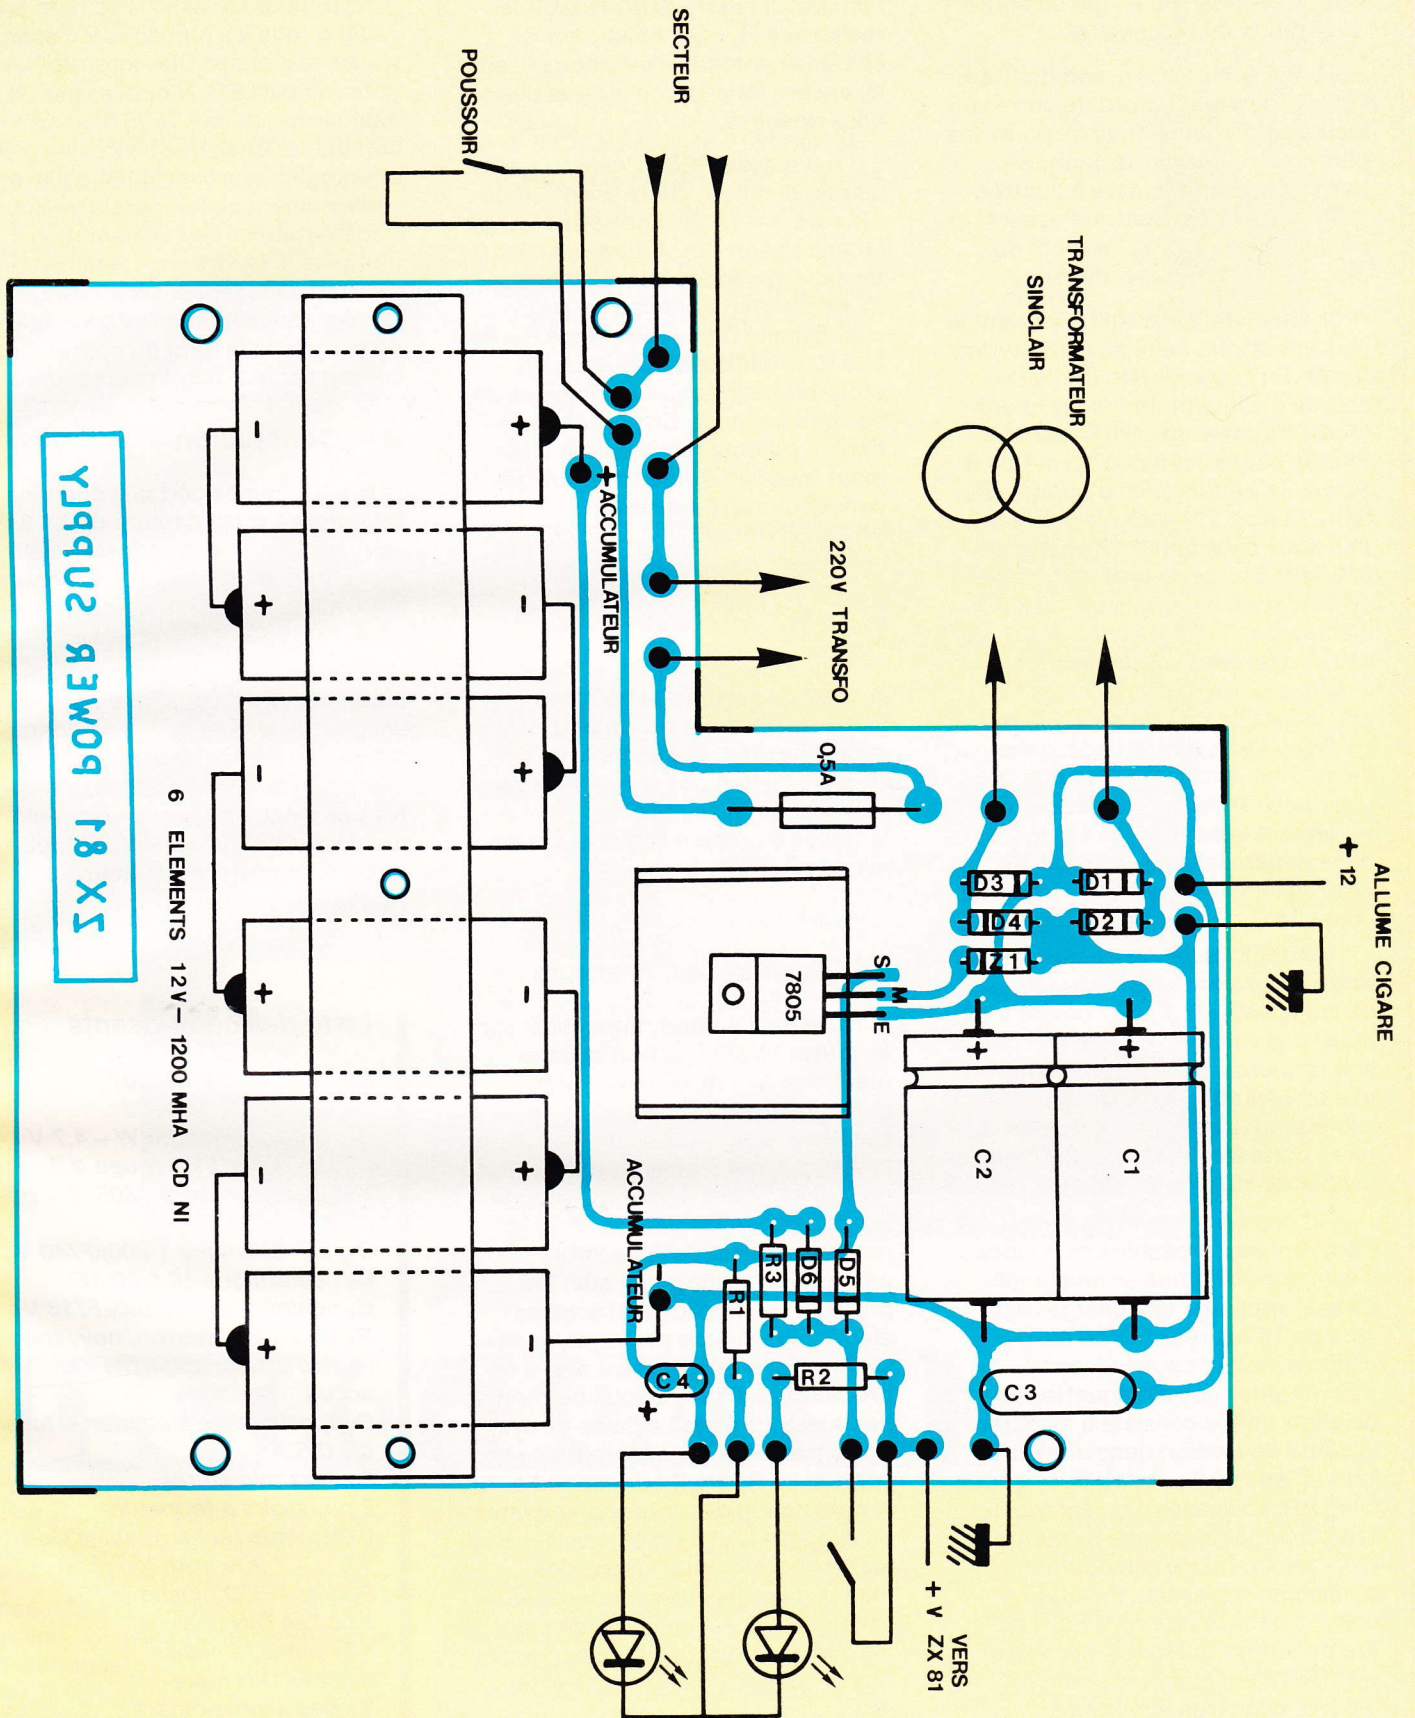 SECTEUR
POUSSOIR
TRANSFORMATEUR
SINCLAIR
220V TRANSFO
+ ACCUMULATEUR
ALLUME CIGARE
+ 12
0,5A
D3
D1
D4
D2
Z1
S
M
E
7805
+
+
C2
C1
ZX 81 POWER SUPPLY
6 ELEMENTS 12V — 1200 MHA CD NI
-
+
+
-
-
+
+
-
-
+
+
-
ACCUMULATEUR -
R3
D6
D5
R1
R2
C4
+
C3
VERS
+ V ZX 81